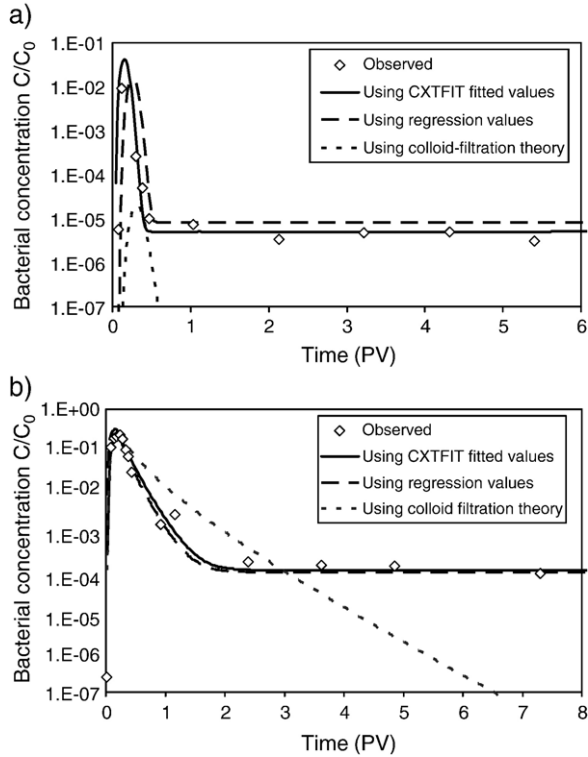 a)
Bacterial concentration C/C0
1.E-01
1.E-02
1.E-03
1.E-04
1.E-05
1.E-06
1.E-07
Observed
Using CXTFIT fitted values
Using regression values
Using colloid-filtration theory
0 1 2 3 4 5 6
Time (PV)
b)
Bacterial concentration C/C0
1.E+00
1.E-01
1.E-02
1.E-03
1.E-04
1.E-05
1.E-06
1.E-07
Observed
Using CXTFIT fitted values
Using regression values
Using colloid filtration theory
0 1 2 3 4 5 6 7 8
Time (PV)